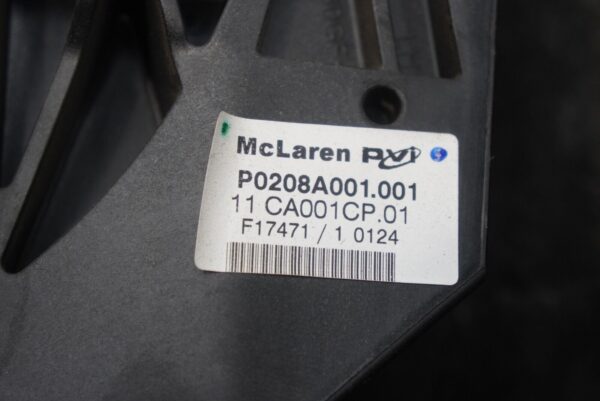 McLaren PVI
P0208A001.001
11 CA001CP.01
F17471 / 1 0124